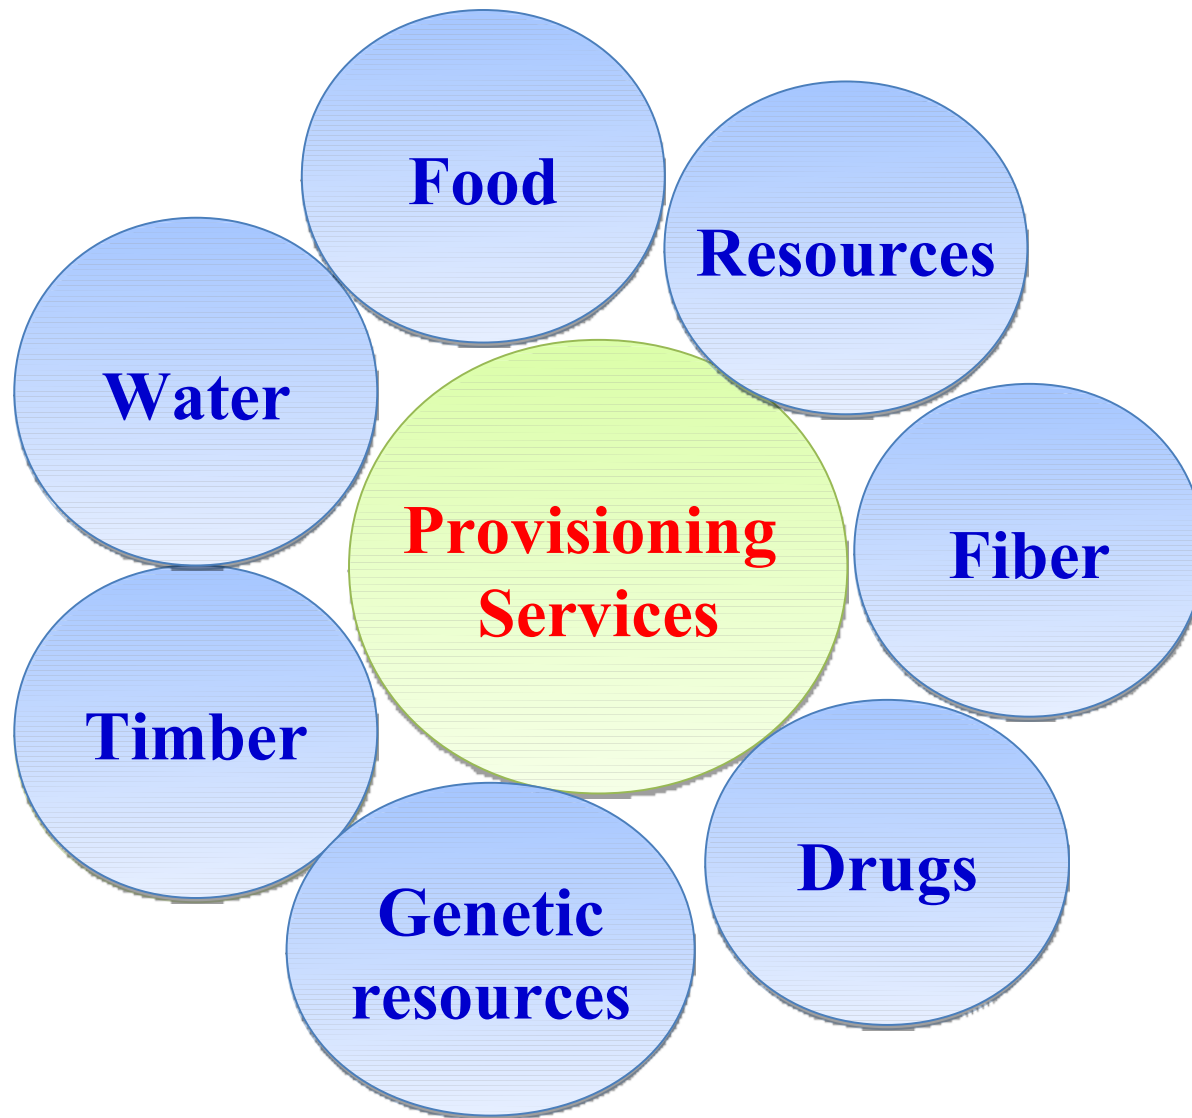 Food
Resources
Water
Provisioning
Services
Fiber
Timber
Drugs
Genetic
resources